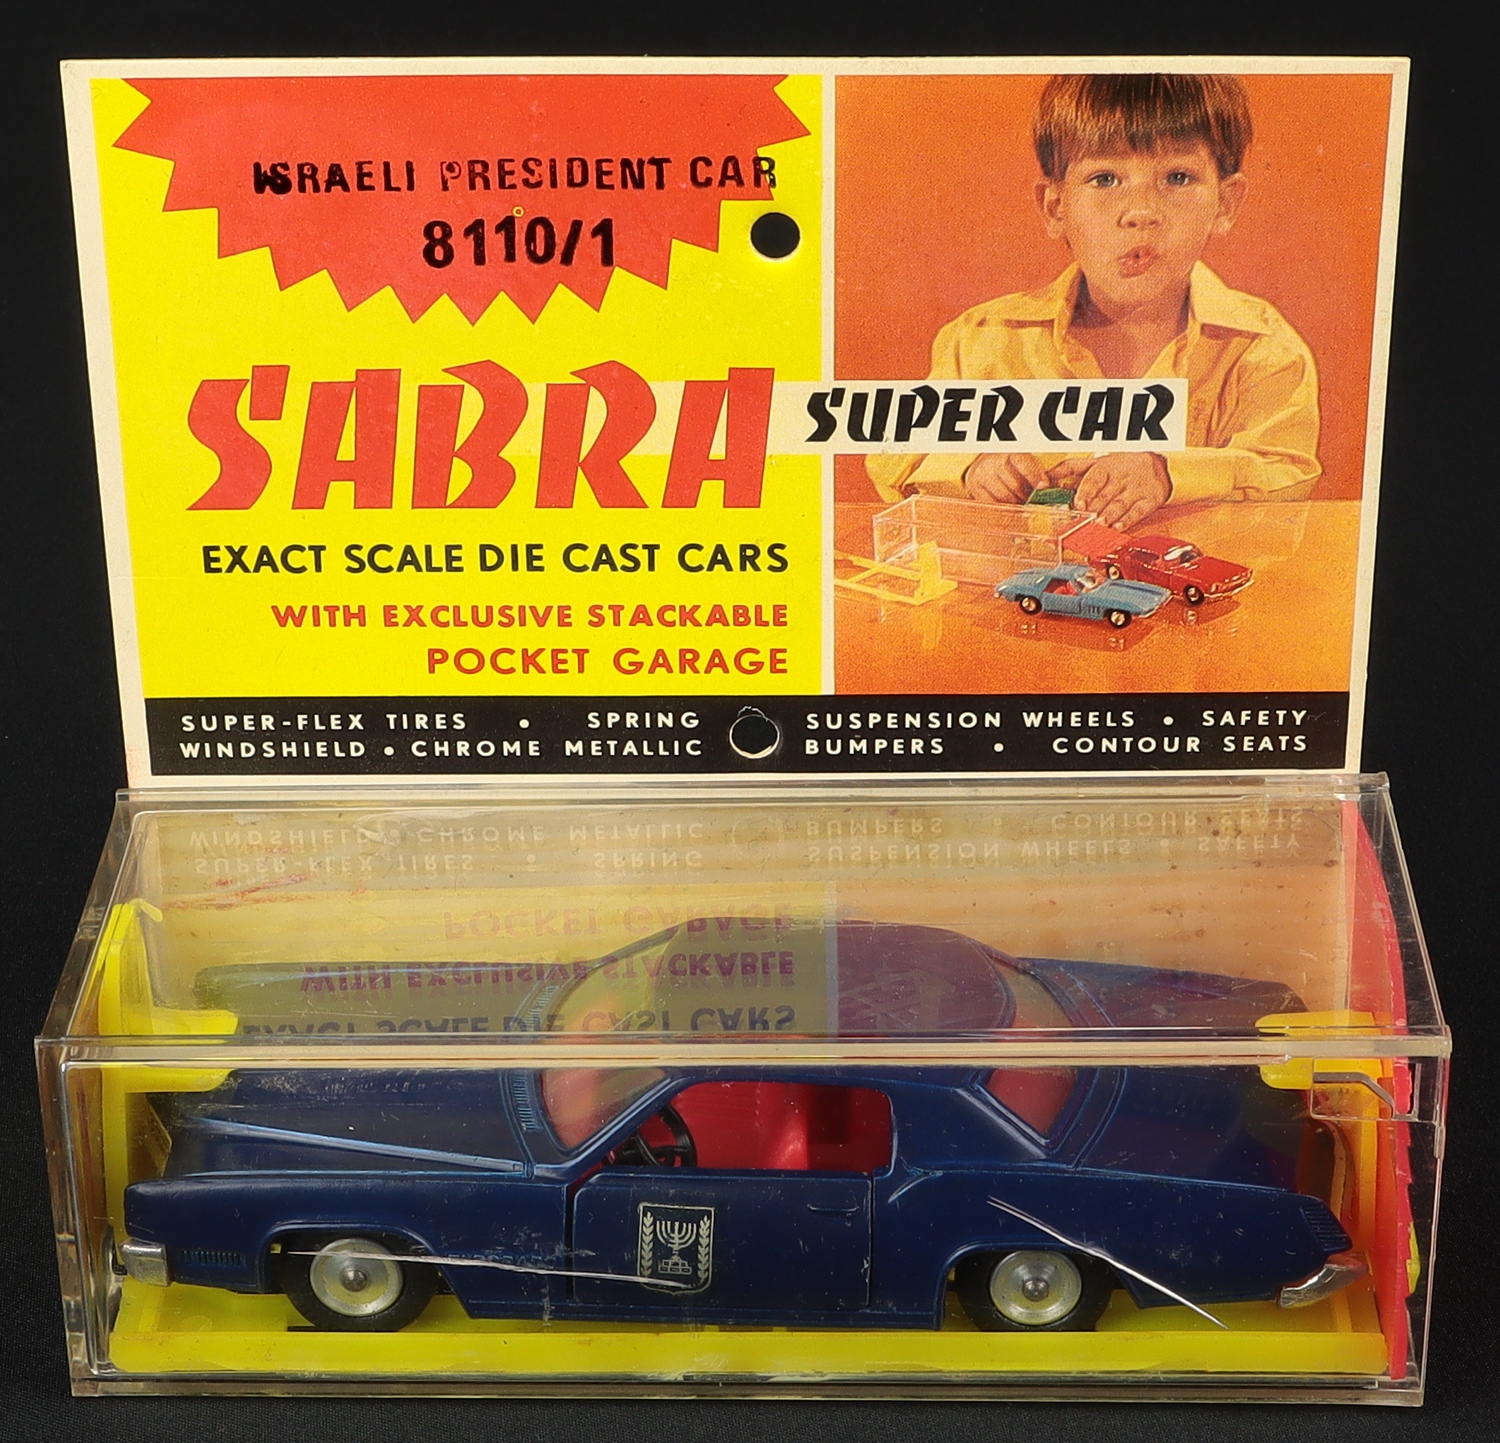 ISRAELI PRESIDENT CAR
8110/1
SABRA SUPER CAR
EXACT SCALE DIE CAST CARS
WITH EXCLUSIVE STACKABLE
POCKET GARAGE
SUPER-FLEX TIRES • SPRING SUSPENSION WHEELS • SAFETY
WINDSHIELD • CHROME METALLIC BUMPERS • CONTOUR SEATS